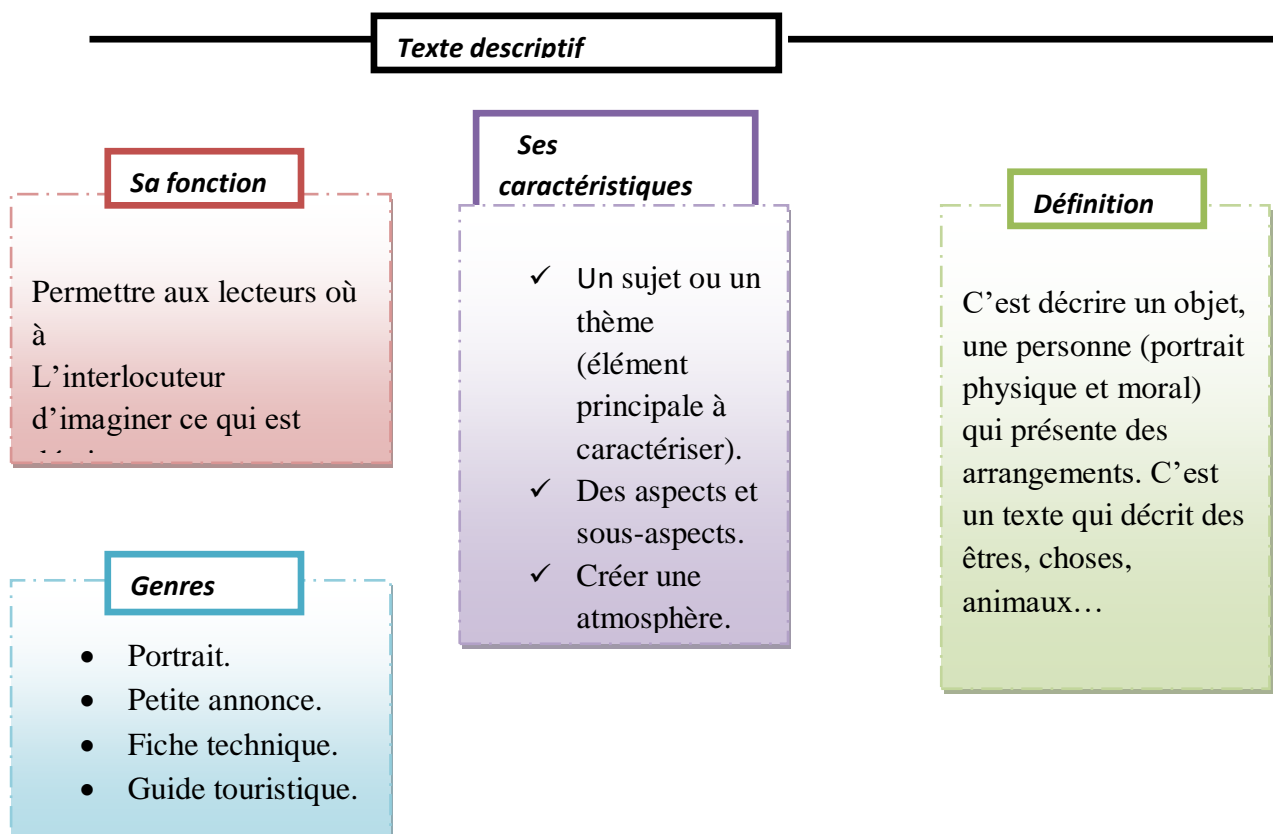 Texte descriptif
Ses
caractéristiques
Sa fonction
Définition
Permettre aux lecteurs où
à
L’interlocuteur
d’imaginer ce qui est
✓ Un sujet ou un
thème
(élément
principale à
caractériser).
✓ Des aspects et
sous-aspects.
✓ Créer une
atmosphère.
C’est décrire un objet,
une personne (portrait
physique et moral)
qui présente des
arrangements. C’est
un texte qui décrit des
êtres, choses,
animaux…
Genres
• Portrait.
• Petite annonce.
• Fiche technique.
• Guide touristique.